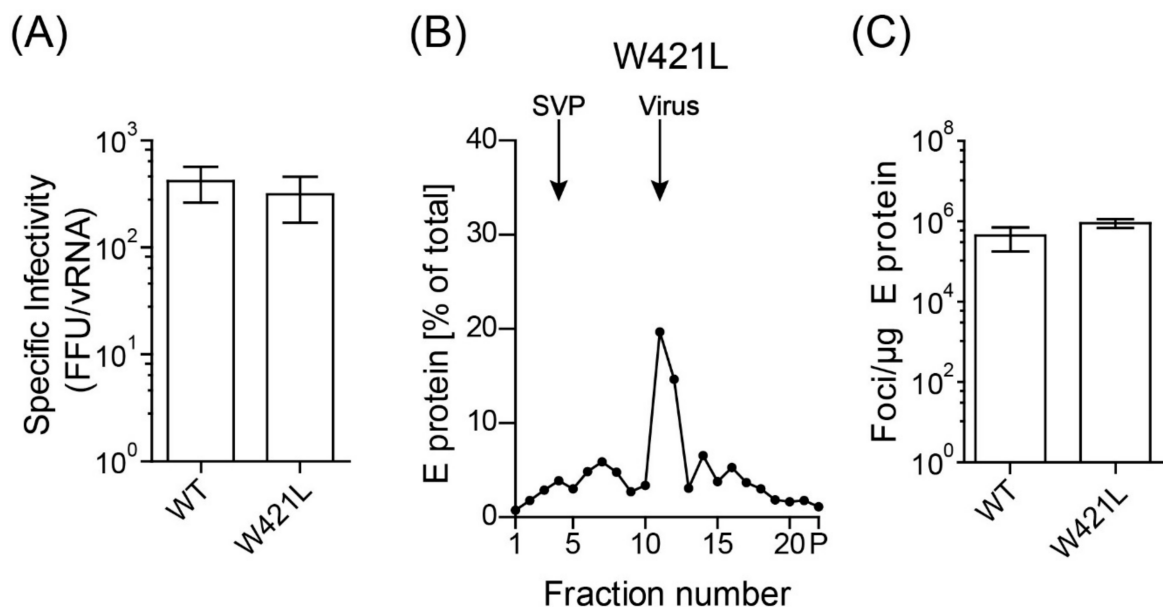 (A)
Specific Infectivity
(FFU/vRNA)
10³
10²
10¹
10⁰
WT
W421L
(B)
W421L
SVP
Virus
E protein [% of total]
40
30
20
10
0
1
5
10
15
20
P
Fraction number
(C)
Foci/µg E protein
10⁸
10⁶
10⁴
10²
10⁰
WT
W421L